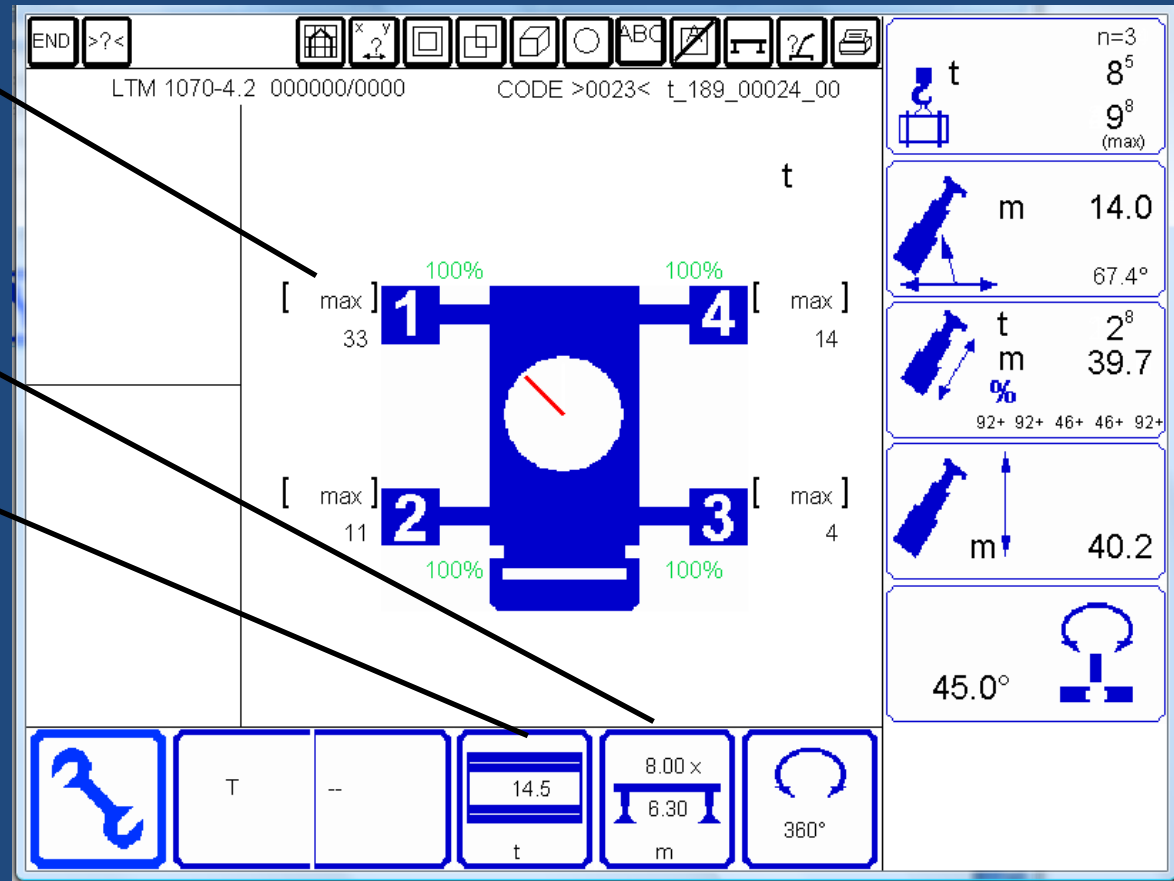 END >?< x y ? ABC A ?
LTM 1070-4.2 000000/0000 CODE >0023< t_189_00024_00
t
100% 100%
[ max ] 1 4 [ max ]
33 14
[ max ] 2 3 [ max ]
11 4
100% 100%
n=3
t 8⁵
9⁸
(max)
m 14.0
67.4°
t 2⁸
m 39.7
%
92+ 92+ 46+ 46+ 92+
m 40.2
45.0°
T --
14.5
t
8.00 x
6.30
m
360°